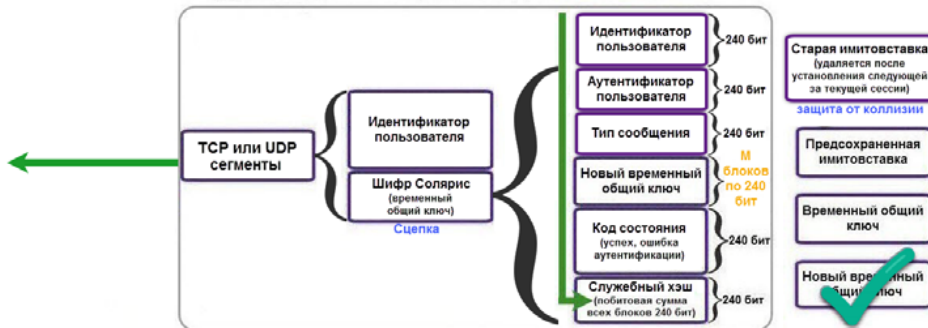 TCP или UDP
сегменты
Идентификатор
пользователя
Шифр Солярис
(временный
общий ключ)
Сцепка
Идентификатор
пользователя
240 бит
Аутентификатор
пользователя
240 бит
Тип сообщения
240 бит
Новый временный
общий ключ
М
блоков
по 240
бит
Код состояния
(успех, ошибка
аутентификации)
240 бит
Служебный хэш
(побитовая сумма
всех блоков 240 бит)
240 бит
Старая имитовставка
(удаляется после
установления следующей
за текущей сессии)
защита от коллизии
Предсохраненная
имитовставка
Временный общий
ключ
Новый временный
общий ключ